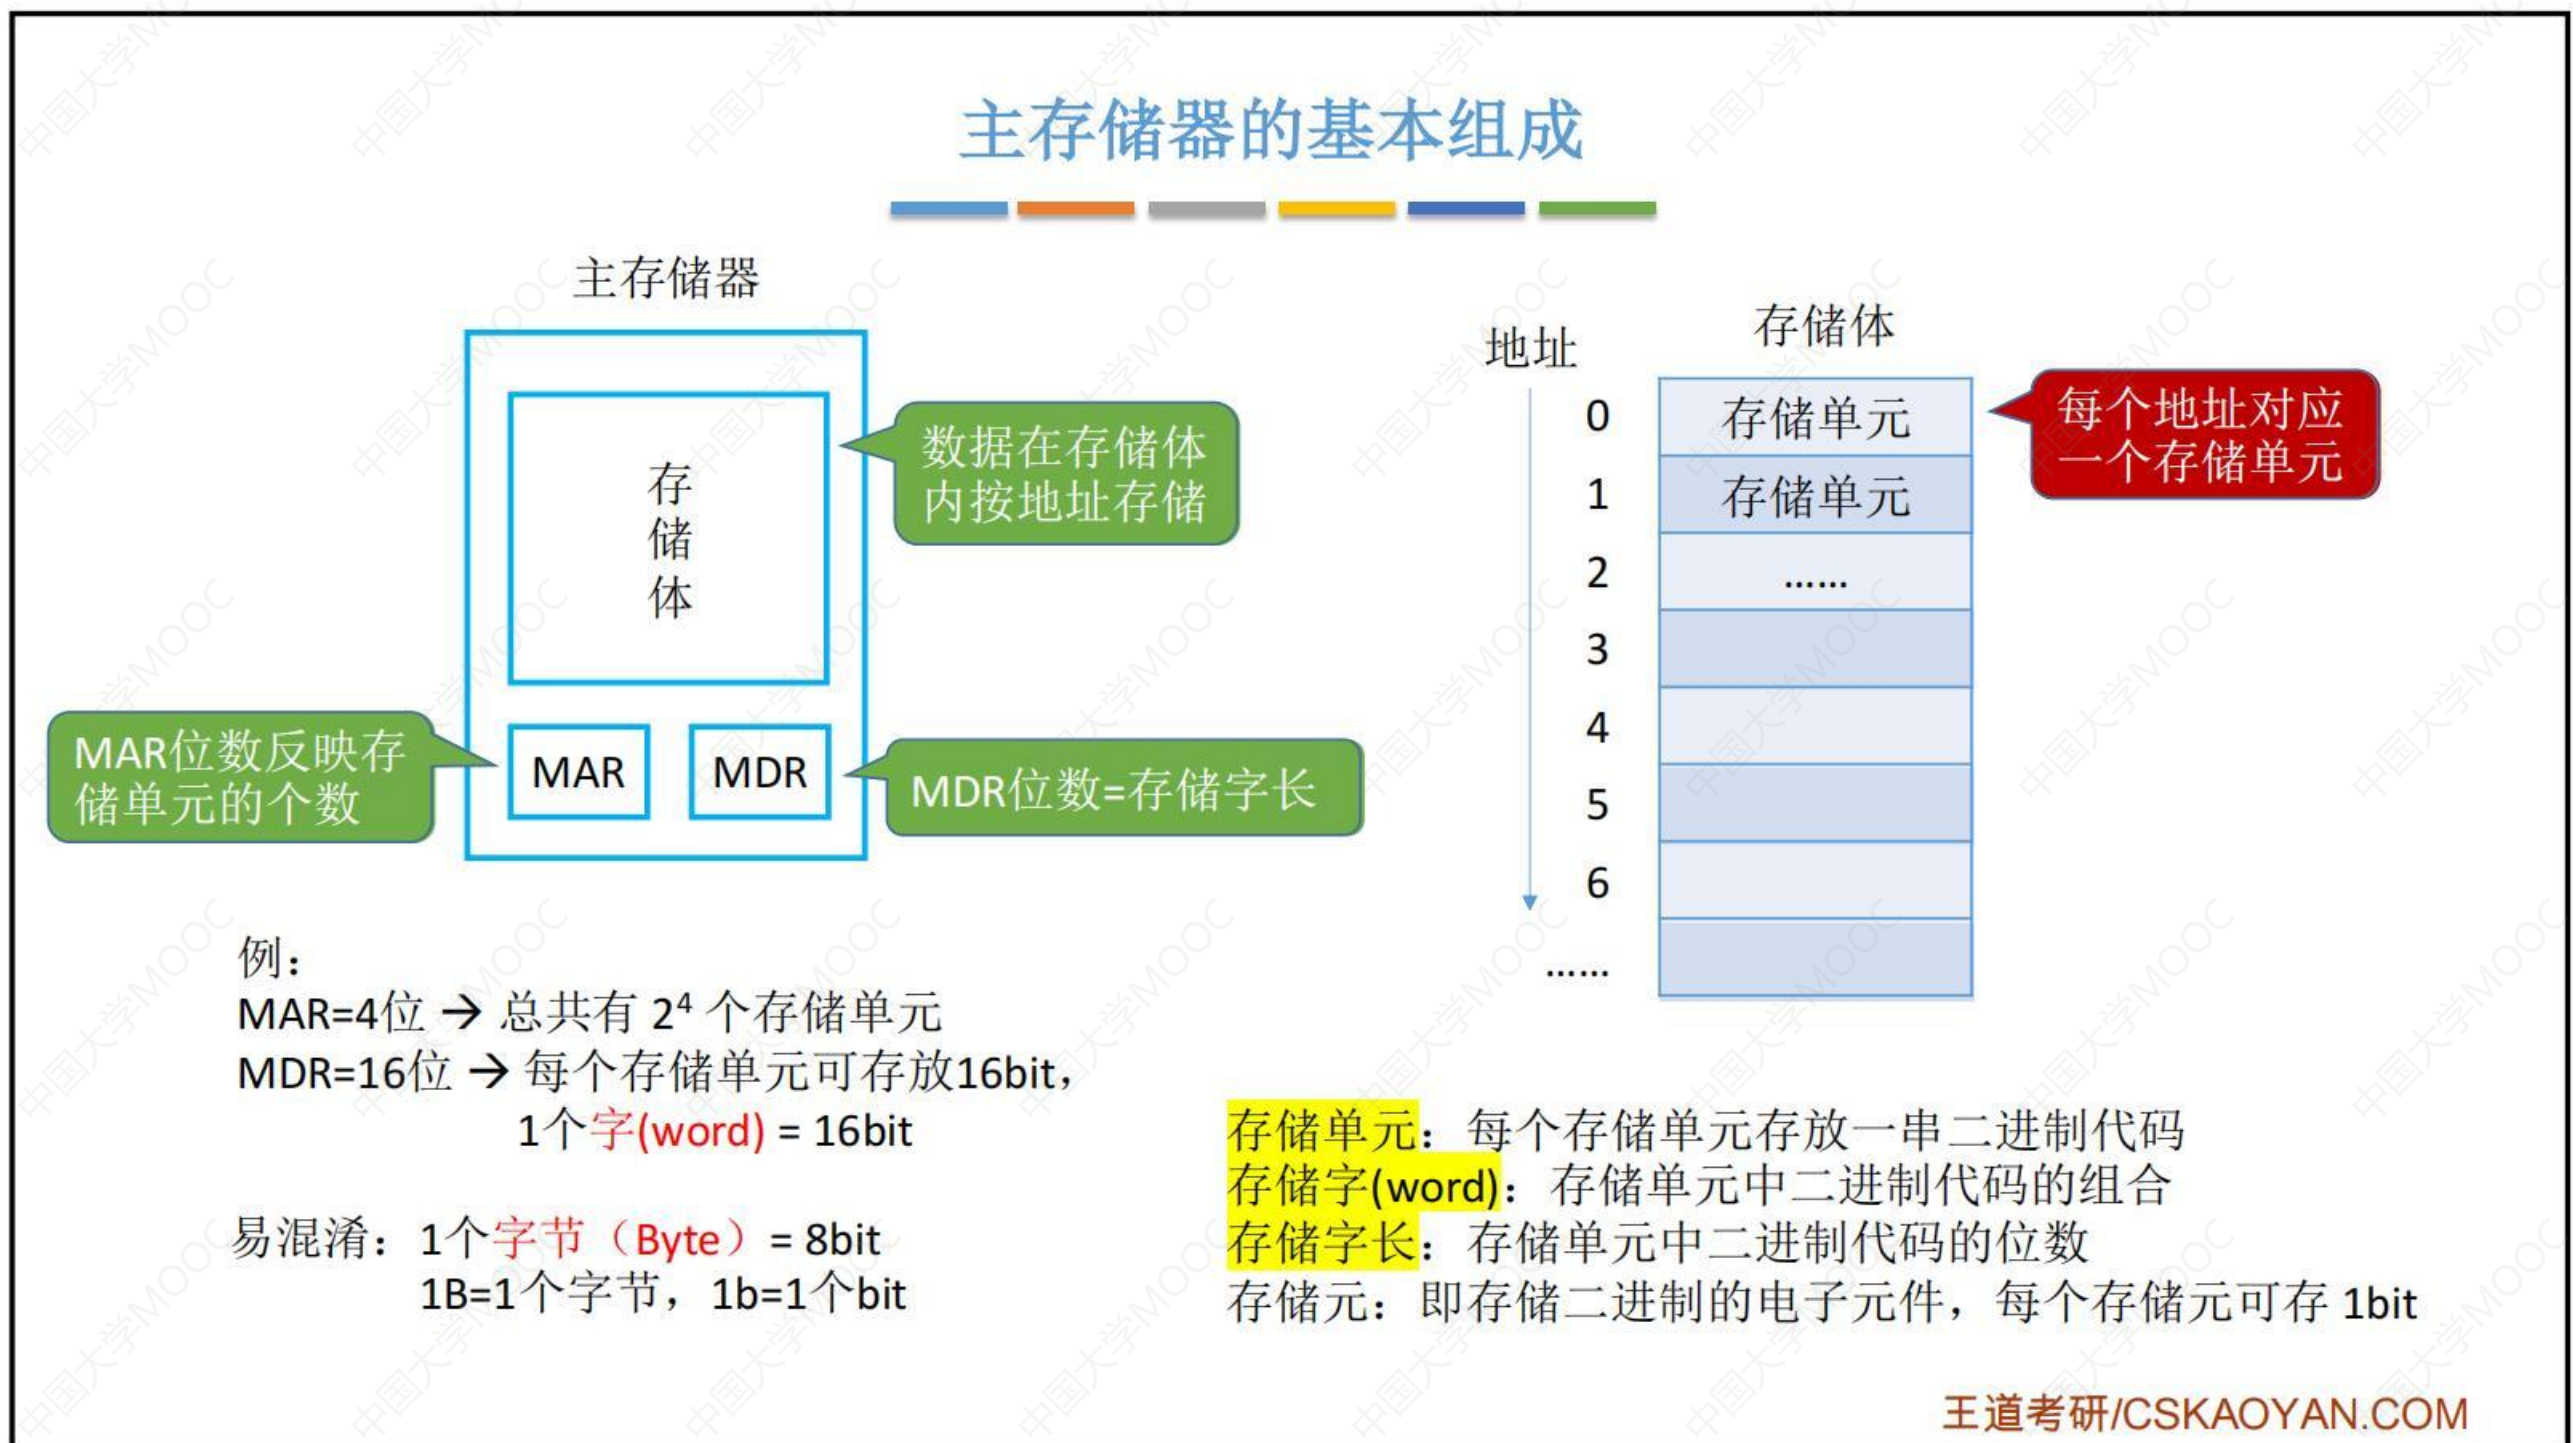 主存储器的基本组成
主存储器
存
储
体
MAR
MDR
数据在存储体
内按地址存储
MAR位数反映存
储单元的个数
MDR位数=存储字长
地址
存储体
0
存储单元
1
存储单元
2
……
3
4
5
6
……
每个地址对应
一个存储单元
例：
MAR=4位 → 总共有 2⁴ 个存储单元
MDR=16位 → 每个存储单元可存放16bit，
1个字(word) = 16bit
易混淆：1个字节（Byte）= 8bit
1B=1个字节，1b=1个bit
存储单元：每个存储单元存放一串二进制代码
存储字(word)：存储单元中二进制代码的组合
存储字长：存储单元中二进制代码的位数
存储元：即存储二进制的电子元件，每个存储元可存 1bit
王道考研/CSKAOYAN.COM
中国大学MOOC